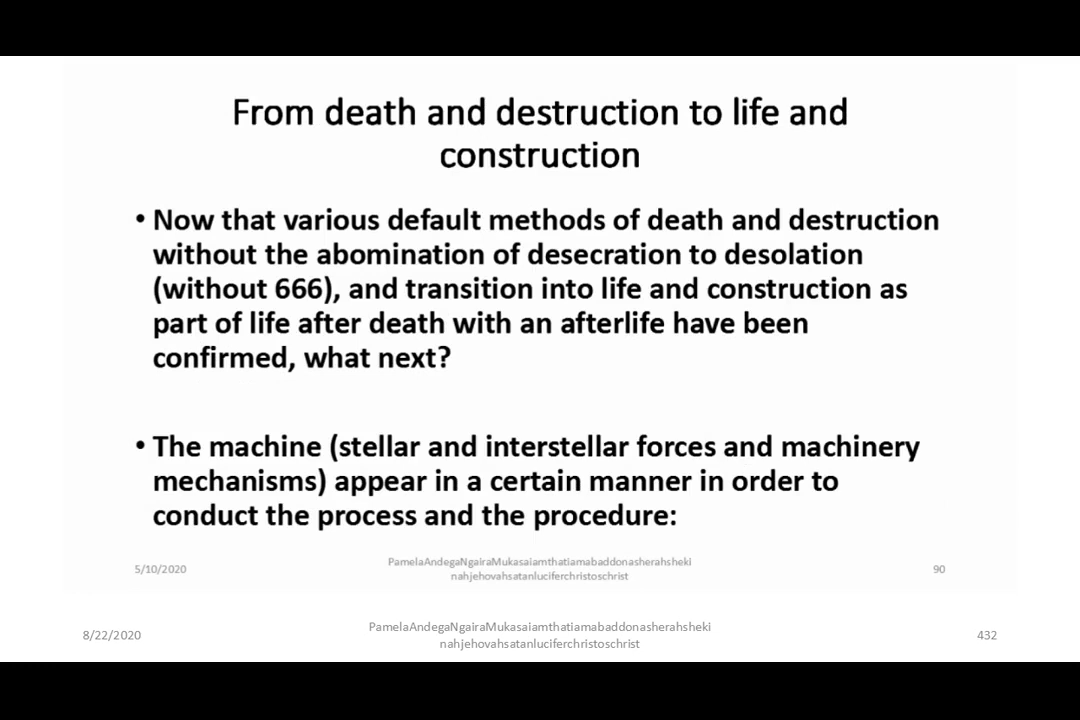 From death and destruction to life and
construction
• Now that various default methods of death and destruction
without the abomination of desecration to desolation
(without 666), and transition into life and construction as
part of life after death with an afterlife have been
confirmed, what next?
• The machine (stellar and interstellar forces and machinery
mechanisms) appear in a certain manner in order to
conduct the process and the procedure:
5/10/2020
PamelaAndegaNgairaMukasaiamthatiamabaddonasherahsheki
nahjehovahsatanluciferchristoschrist
90
8/22/2020
PamelaAndegaNgairaMukasaiamthatiamabaddonasherahsheki
nahjehovahsatanluciferchristoschrist
432